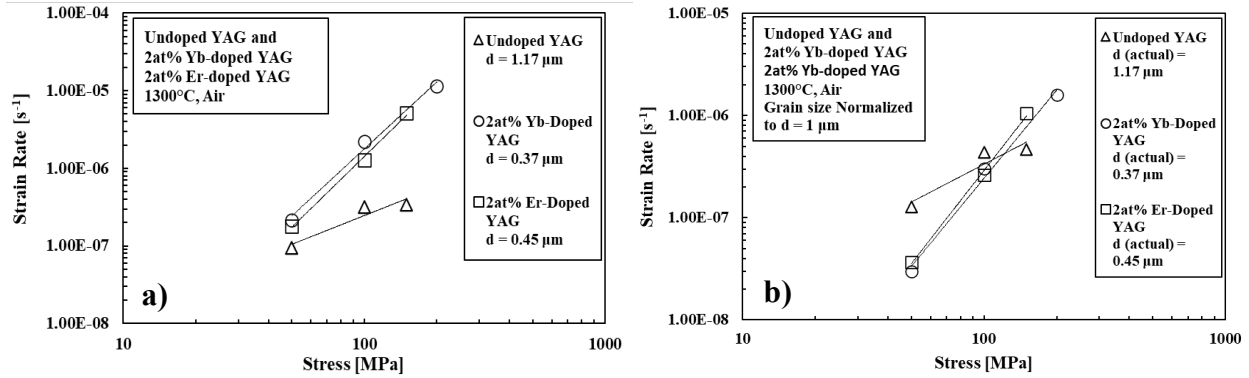 1.00E-04
1.00E-05
1.00E-06
1.00E-07
1.00E-08
Strain Rate [s-1]
Undoped YAG and
2at% Yb-doped YAG
2at% Er-doped YAG
1300°C, Air
Undoped YAG
d = 1.17 µm
2at% Yb-Doped
YAG
d = 0.37 µm
2at% Er-Doped
YAG
d = 0.45 µm
a)
10
100
1000
Stress [MPa]
1.00E-05
1.00E-06
1.00E-07
1.00E-08
Strain Rate [s-1]
Undoped YAG and
2at% Yb-doped YAG
2at% Yb-doped YAG
1300°C, Air
Grain size Normalized
to d = 1 µm
Undoped YAG
d (actual) =
1.17 µm
2at% Yb-Doped
YAG
d (actual) =
0.37 µm
2at% Er-Doped
YAG
d (actual) =
0.45 µm
b)
10
100
1000
Stress [MPa]